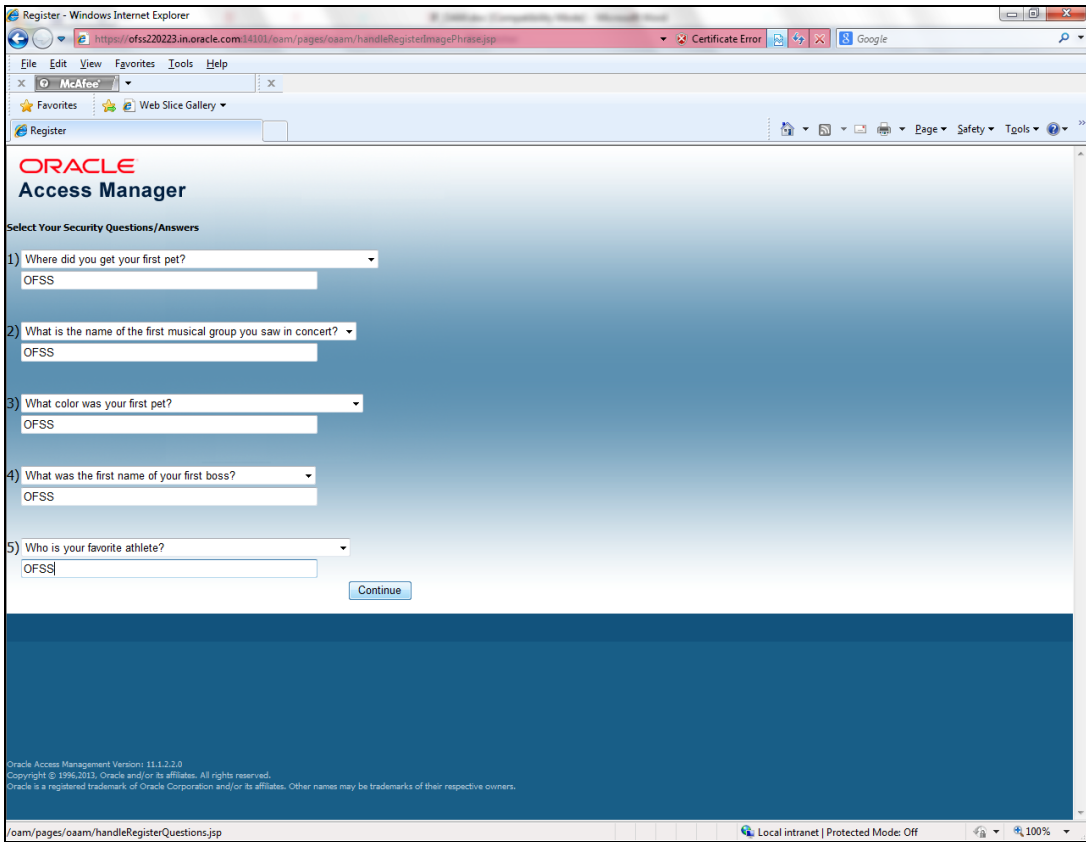 Register - Windows Internet Explorer
https://ofss220223.in.oracle.com:14101/oam/pages/oaam/handleRegisterImagePhrase.jsp Certificate Error Google
File Edit View Favorites Tools Help
x McAfee x
Favorites Web Slice Gallery
Register Page Safety Tools
ORACLE
Access Manager
Select Your Security Questions/Answers
1) Where did you get your first pet?
OFSS
2) What is the name of the first musical group you saw in concert?
OFSS
3) What color was your first pet?
OFSS
4) What was the first name of your first boss?
OFSS
5) Who is your favorite athlete?
OFSS
Continue
Oracle Access Management Version: 11.1.2.2.0
Copyright © 1996,2013, Oracle and/or its affiliates. All rights reserved.
Oracle is a registered trademark of Oracle Corporation and/or its affiliates. Other names may be trademarks of their respective owners.
/oam/pages/oaam/handleRegisterQuestions.jsp Local intranet | Protected Mode: Off 100%